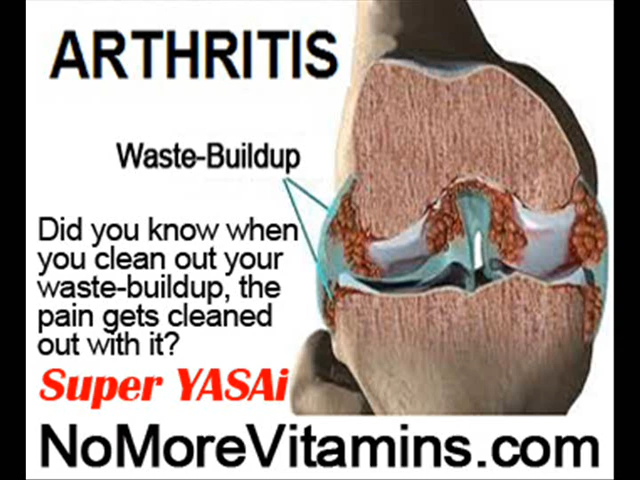 ARTHRITIS
Waste-Buildup
Did you know when
you clean out your
waste-buildup, the
pain gets cleaned
out with it?
Super YASAi
NoMoreVitamins.com